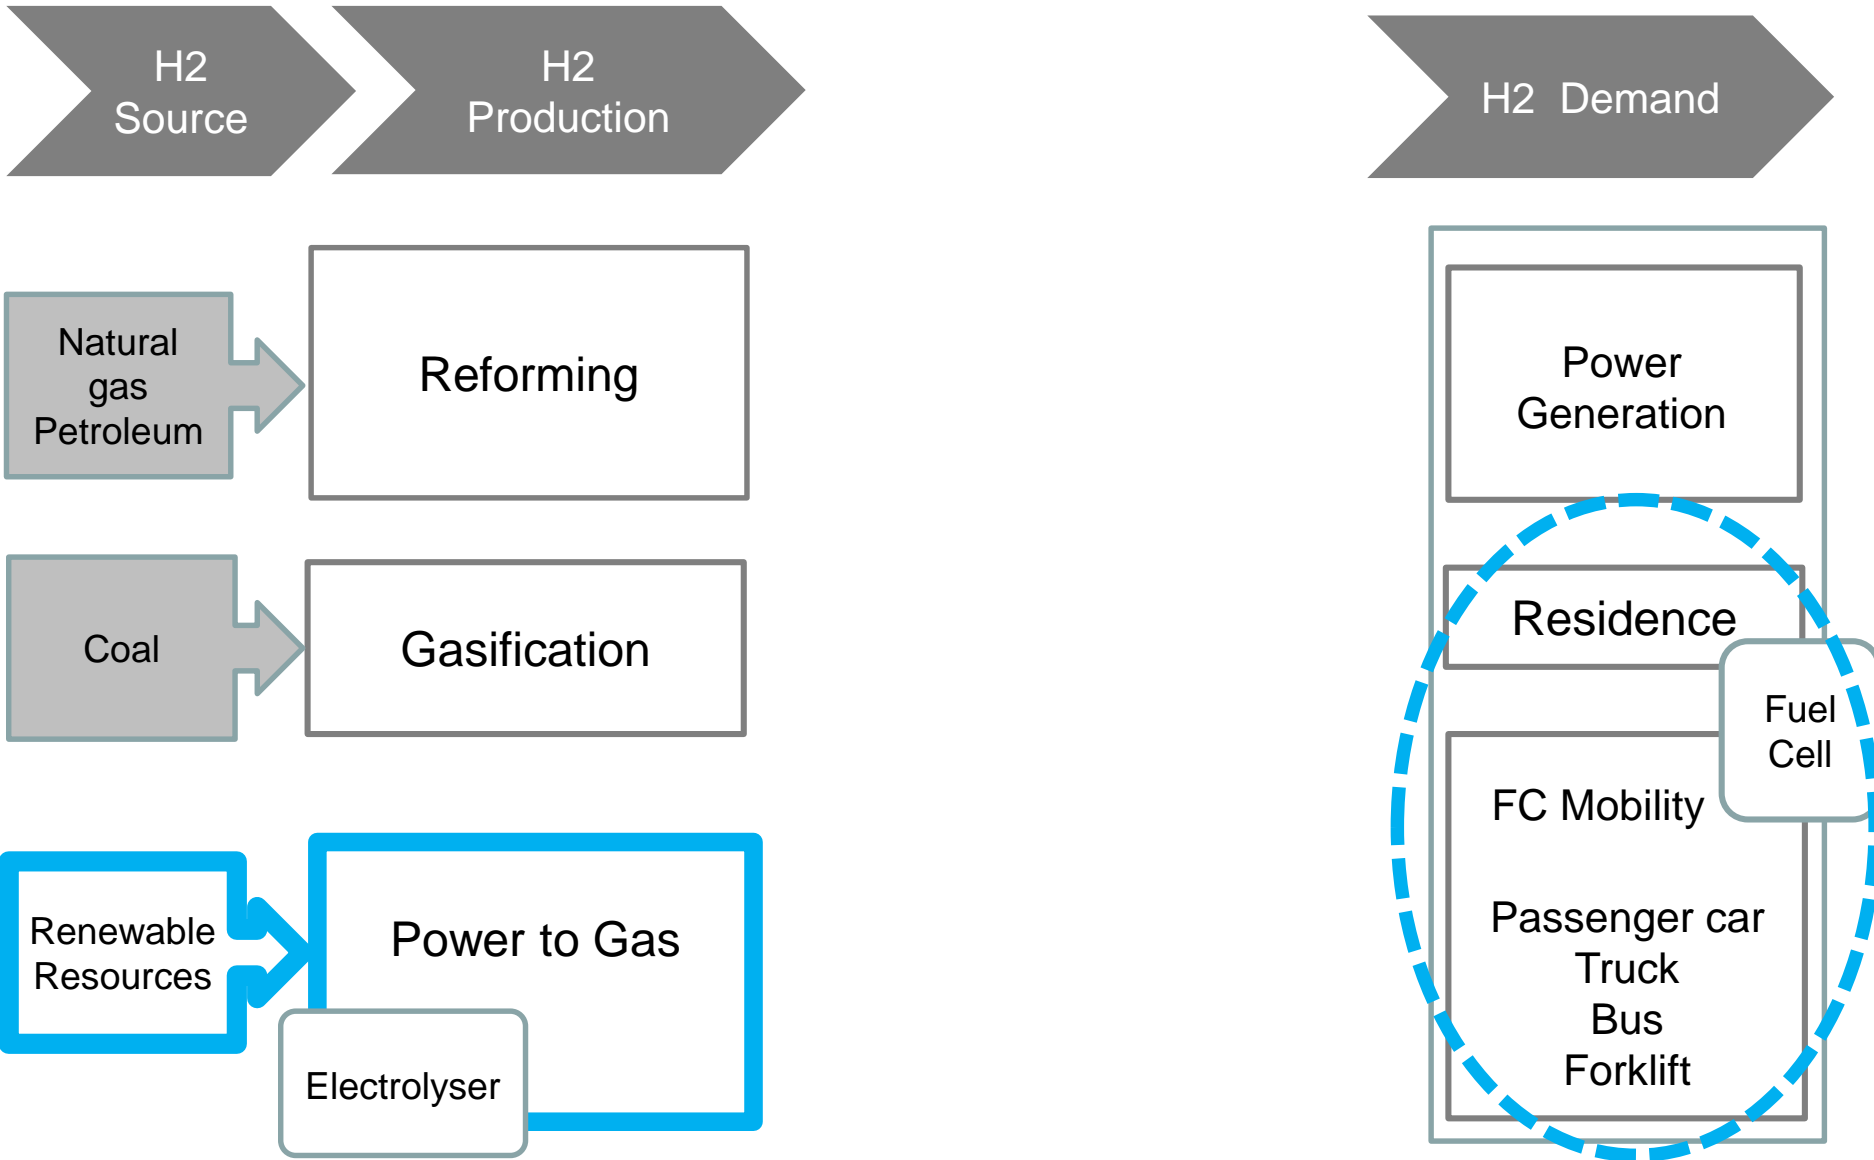 H2
Source
H2
Production
H2 Demand
Natural
gas
Petroleum
Reforming
Power
Generation
Coal
Gasification
Residence
Fuel
Cell
FC Mobility
Passenger car
Truck
Bus
Forklift
Renewable
Resources
Power to Gas
Electrolyser